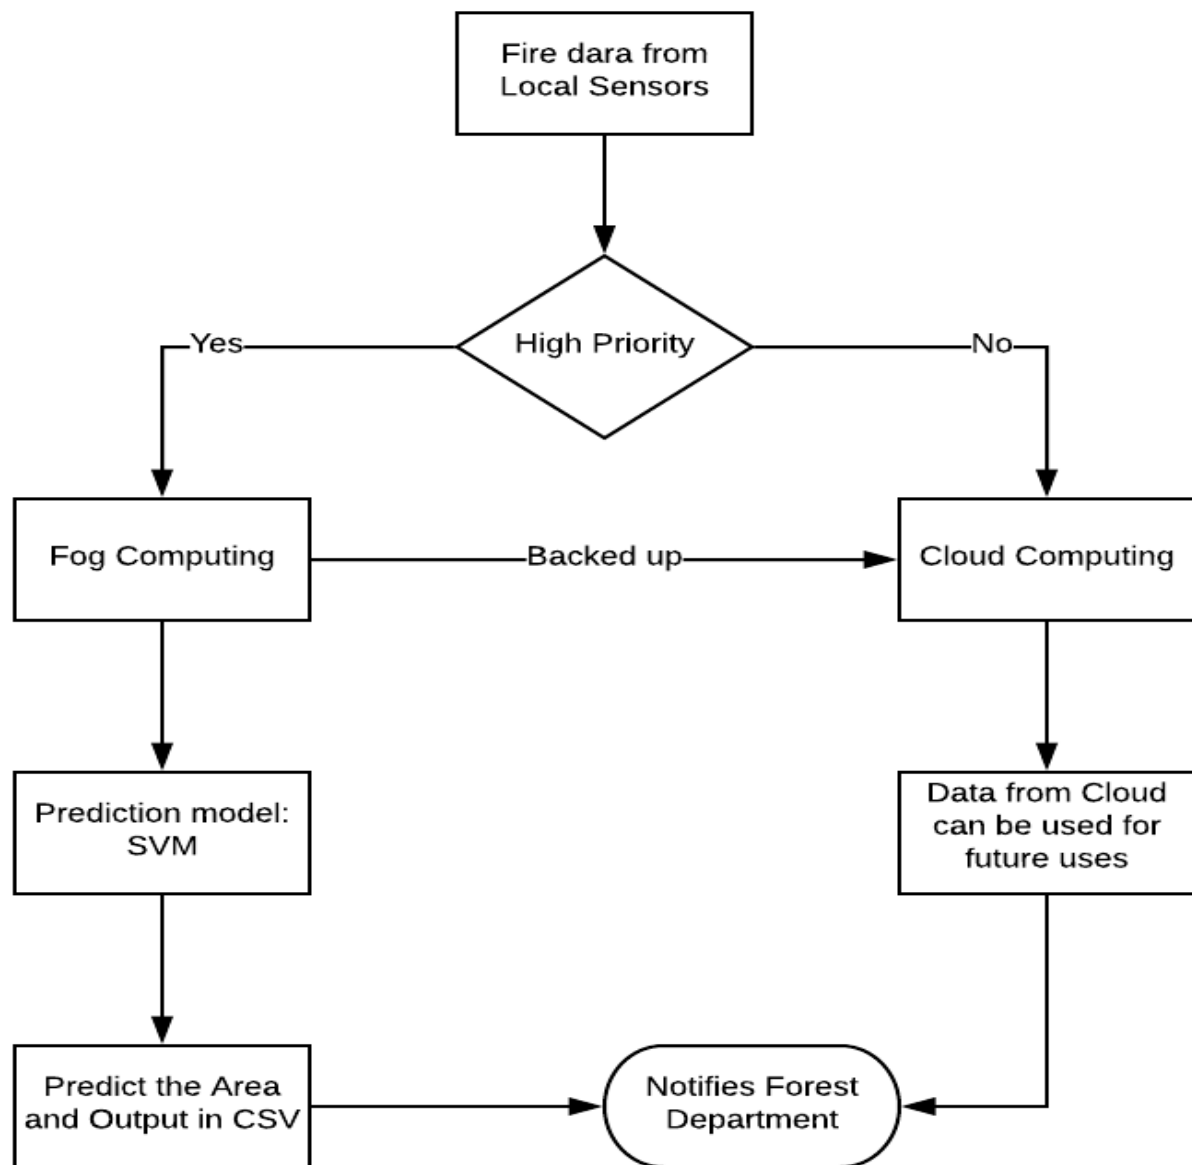 Fire dara from
Local Sensors
High Priority
Yes
No
Fog Computing
Backed up
Cloud Computing
Prediction model:
SVM
Data from Cloud
can be used for
future uses
Predict the Area
and Output in CSV
Notifies Forest
Department